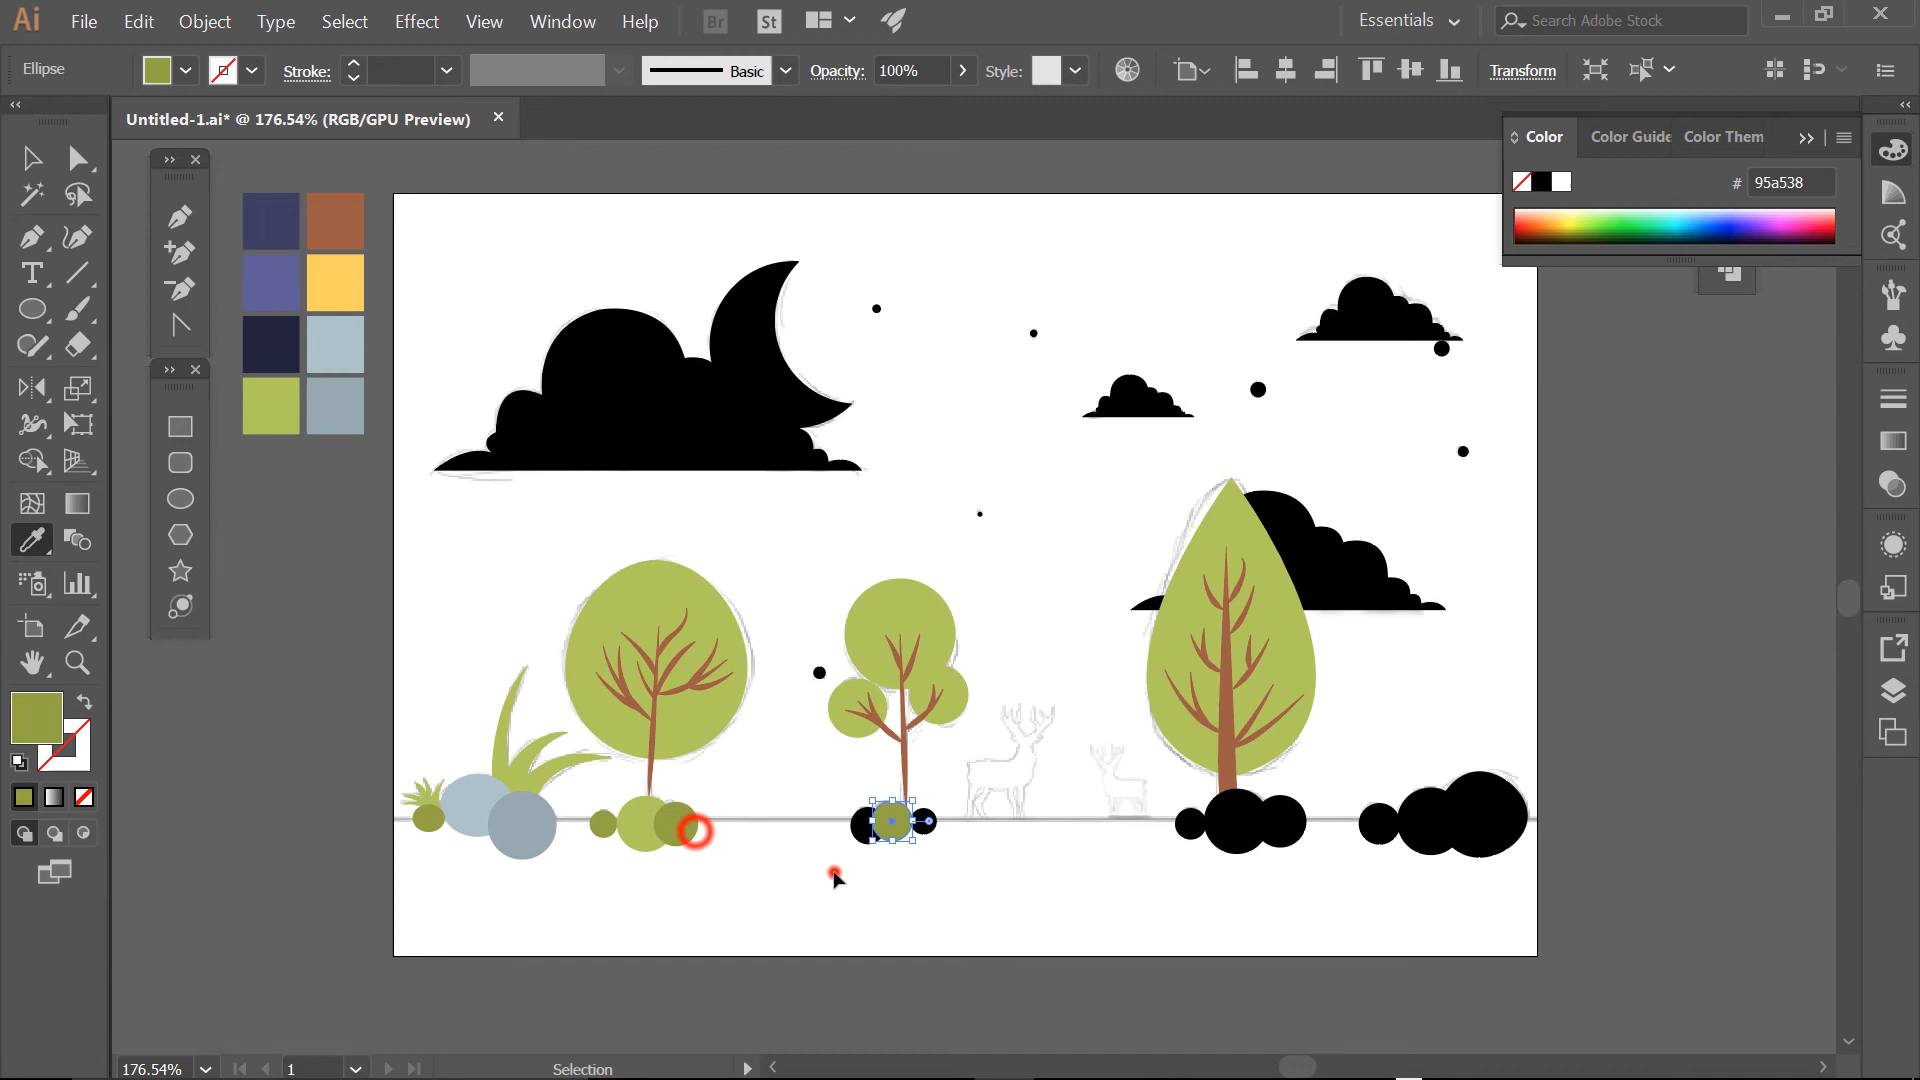 Ai File Edit Object Type Select Effect View Window Help Br St Essentials Search Adobe Stock
Ellipse Stroke: Basic Opacity: 100% Style: Transform
Untitled-1.ai* @ 176.54% (RGB/GPU Preview)
Color Color Guide Color Them
# 95a538
176.54% 1 Selection